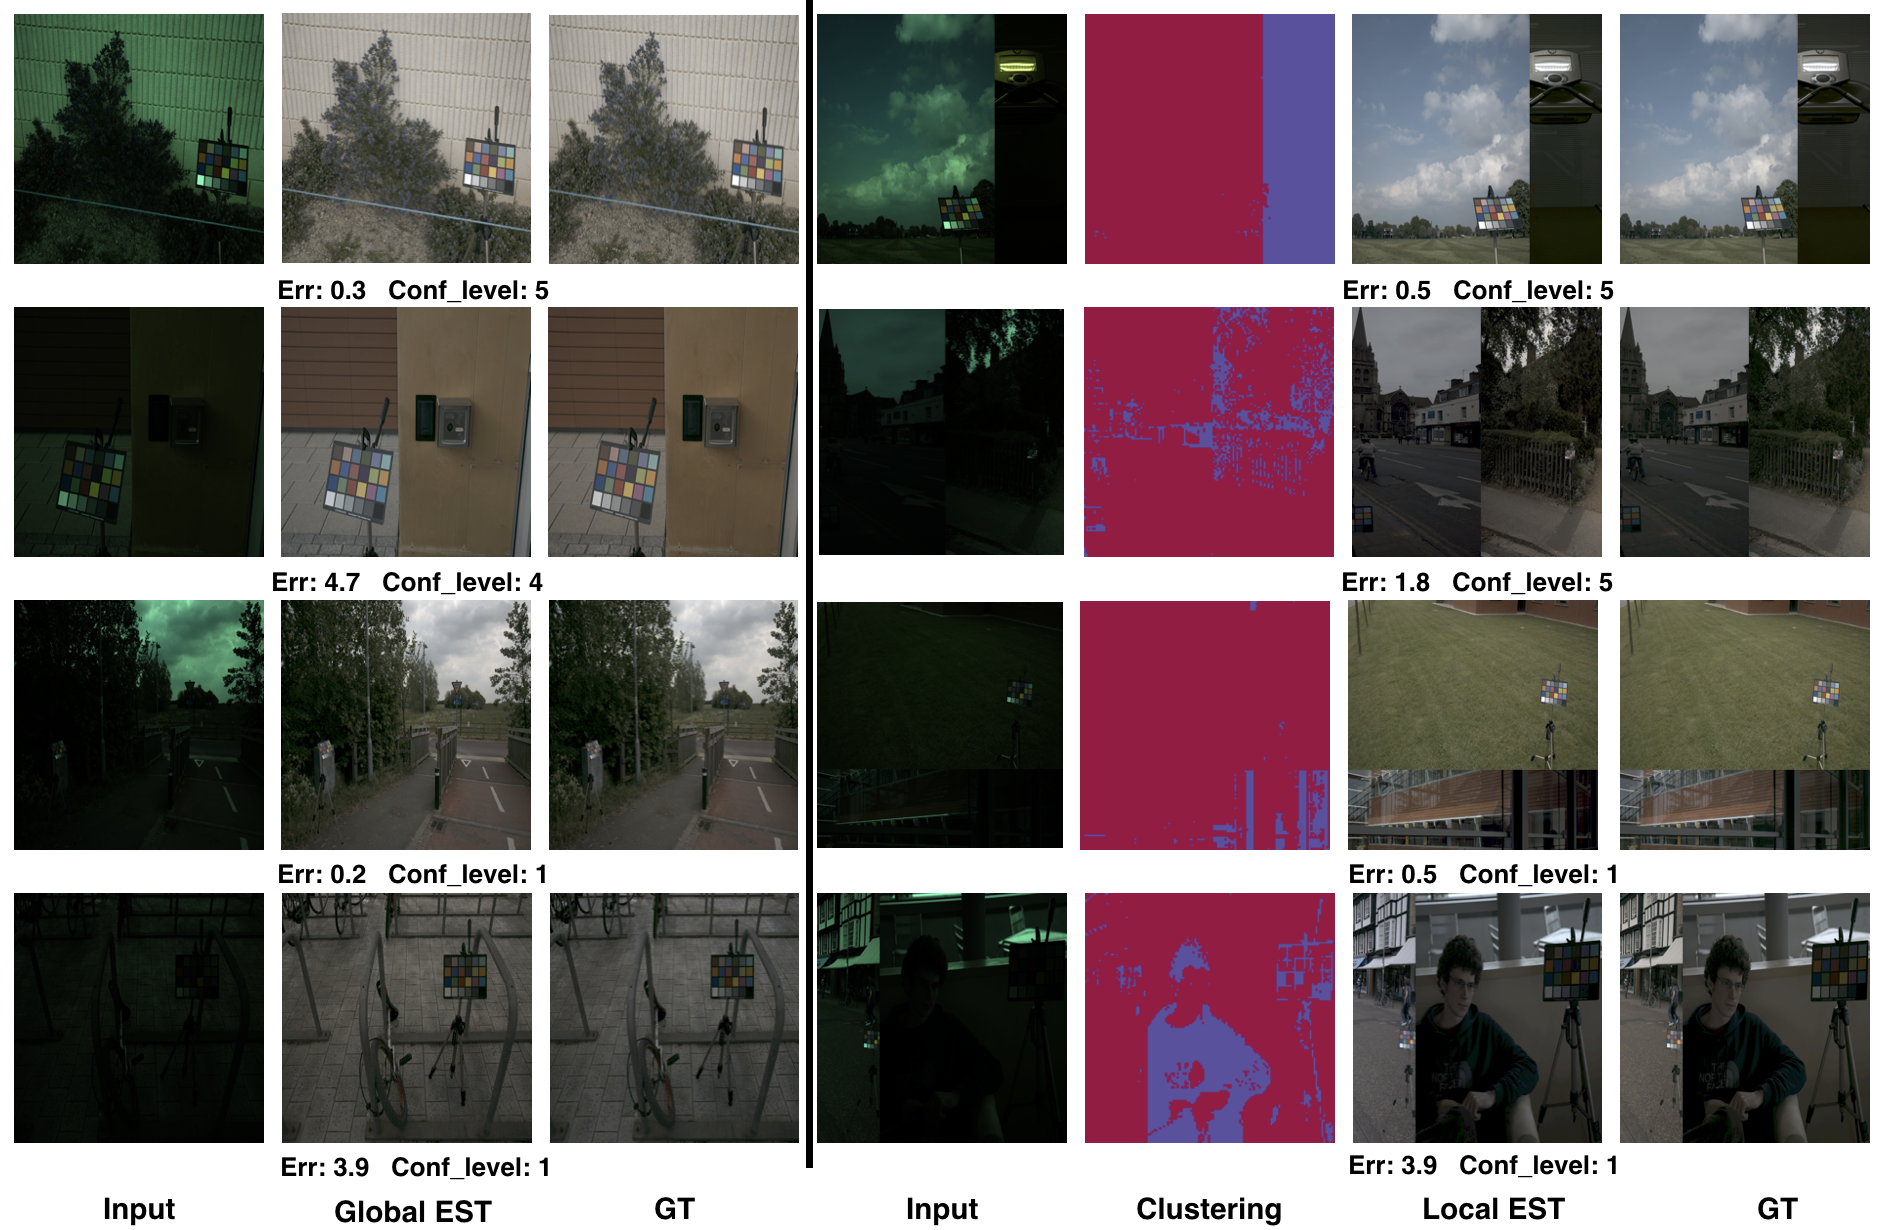 Err: 0.3 Conf_level: 5
Err: 0.5 Conf_level: 5
Err: 4.7 Conf_level: 4
Err: 1.8 Conf_level: 5
Err: 0.2 Conf_level: 1
Err: 0.5 Conf_level: 1
Err: 3.9 Conf_level: 1
Err: 3.9 Conf_level: 1
Input Global EST GT Input Clustering Local EST GT